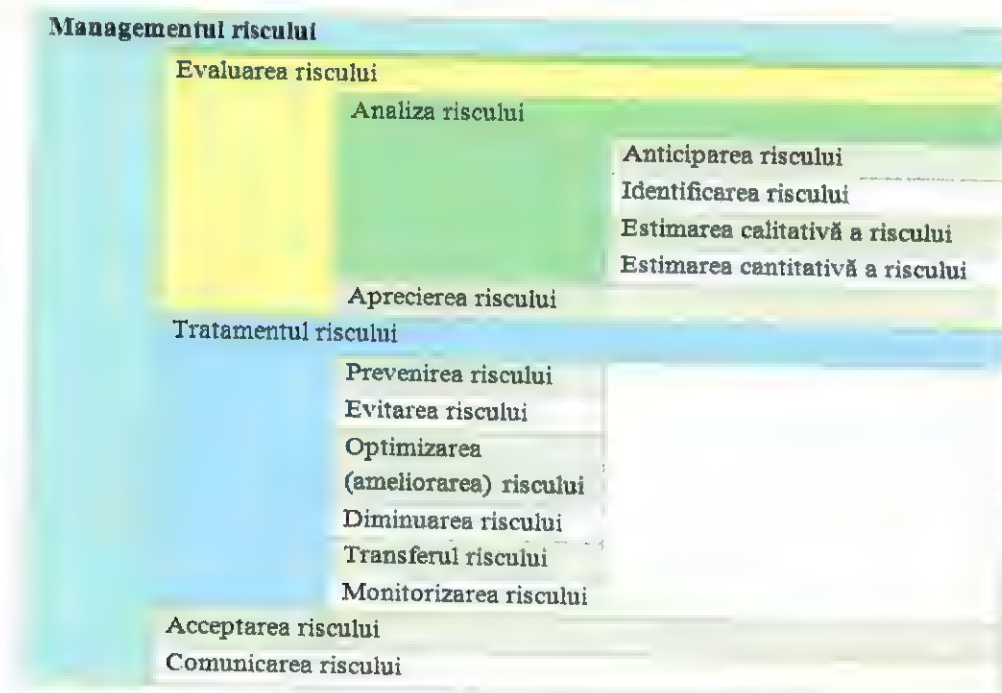 Managementul riscului
Evaluarea riscului
Analiza riscului
Anticiparea riscului
Identificarea riscului
Estimarea calitativă a riscului
Estimarea cantitativă a riscului
Aprecierea riscului
Tratamentul riscului
Prevenirea riscului
Evitarea riscului
Optimizarea
(ameliorarea) riscului
Diminuarea riscului
Transferul riscului
Monitorizarea riscului
Acceptarea riscului
Comunicarea riscului